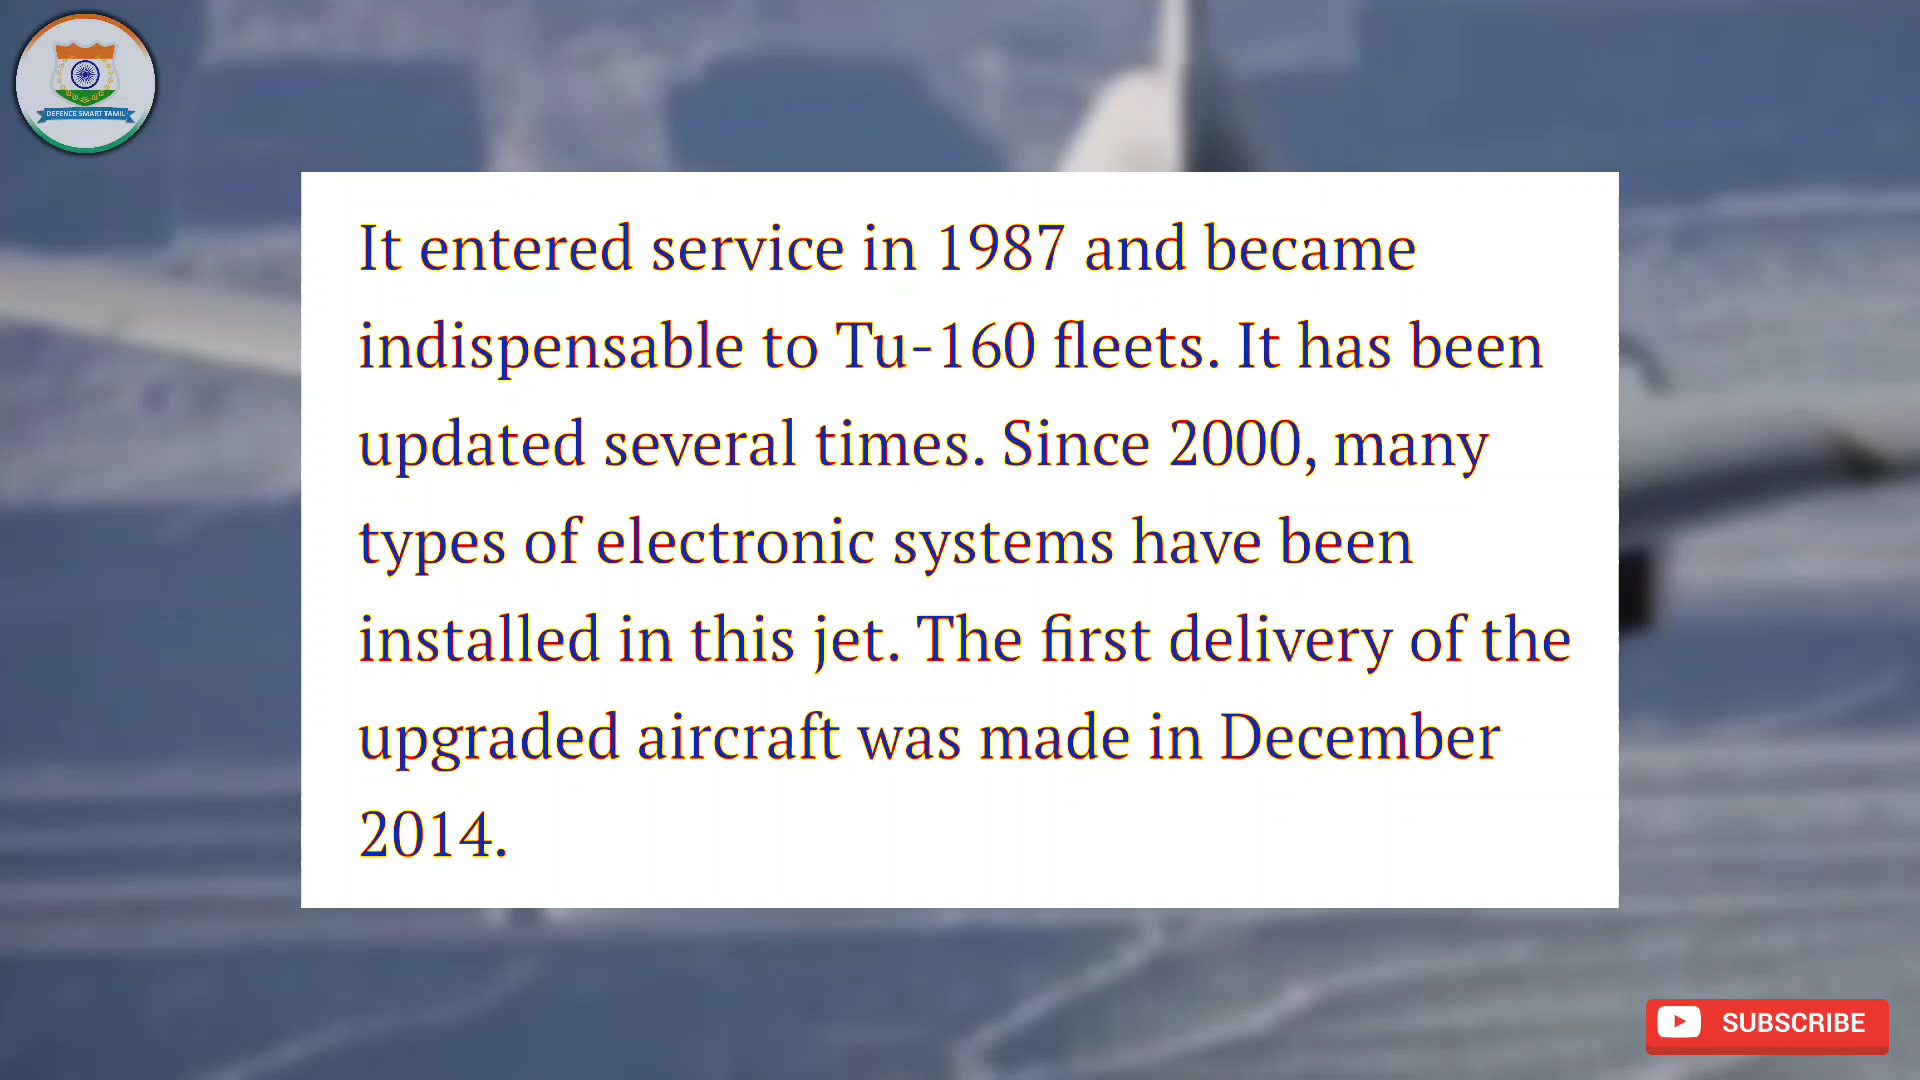 DEFENCE SMART TAMIL
It entered service in 1987 and became
indispensable to Tu-160 fleets. It has been
updated several times. Since 2000, many
types of electronic systems have been
installed in this jet. The first delivery of the
upgraded aircraft was made in December
2014.
SUBSCRIBE